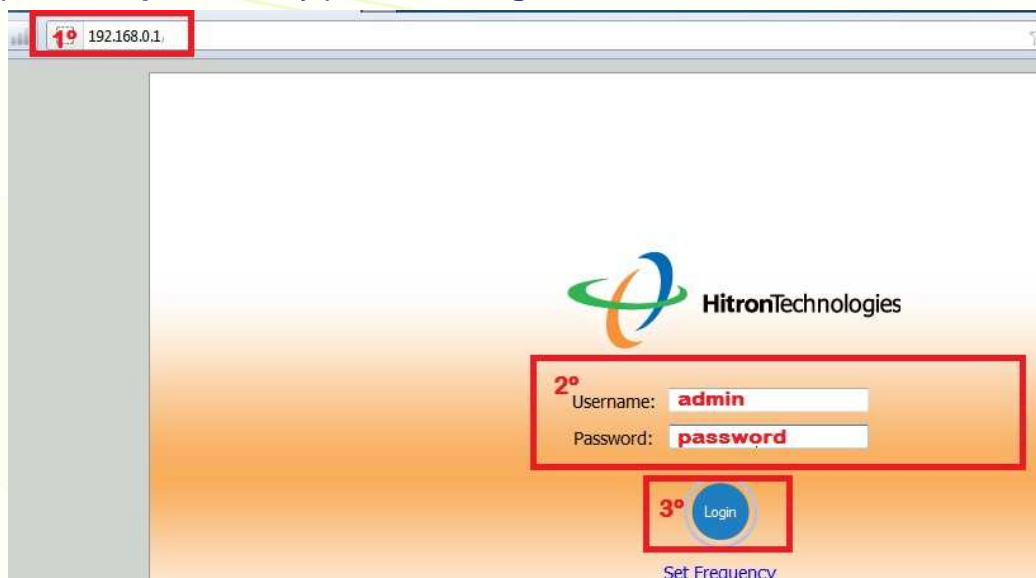 1º 192.168.0.1
HitronTechnologies
2º
Username: admin
Password: password
3º Login
Set Frequency